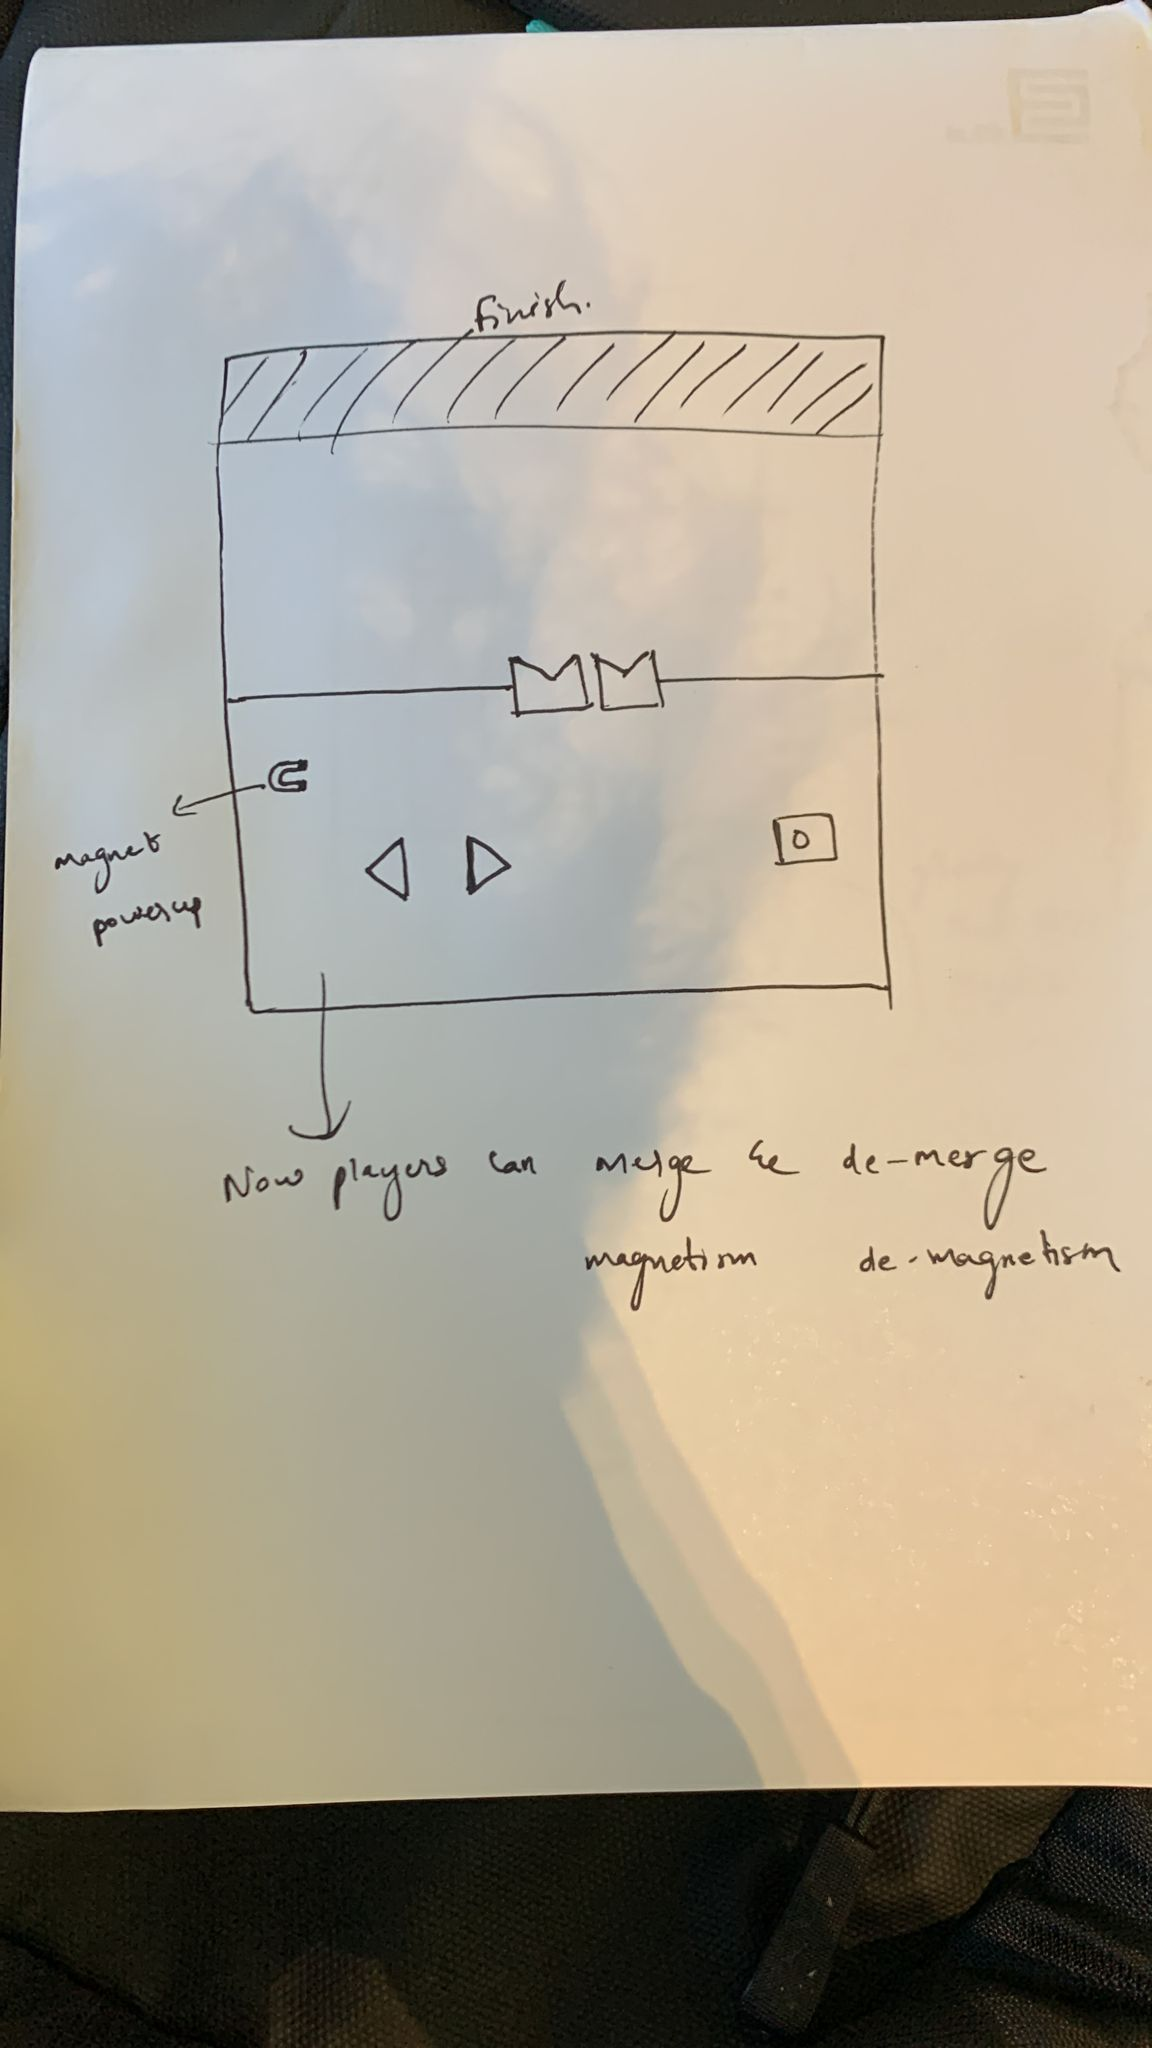 finish.
magnet
powerup
O
Now players can merge & de-merge
magnetism de-magnetism